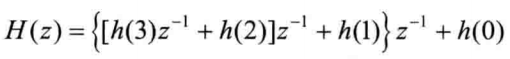 H(z) = {[h(3)z⁻¹ + h(2)]z⁻¹ + h(1)}z⁻¹ + h(0)